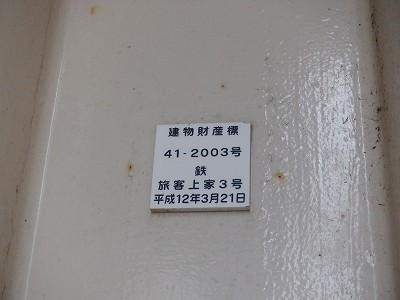 建物財産標
41-2003号
鉄
旅客上家3号
平成12年3月21日